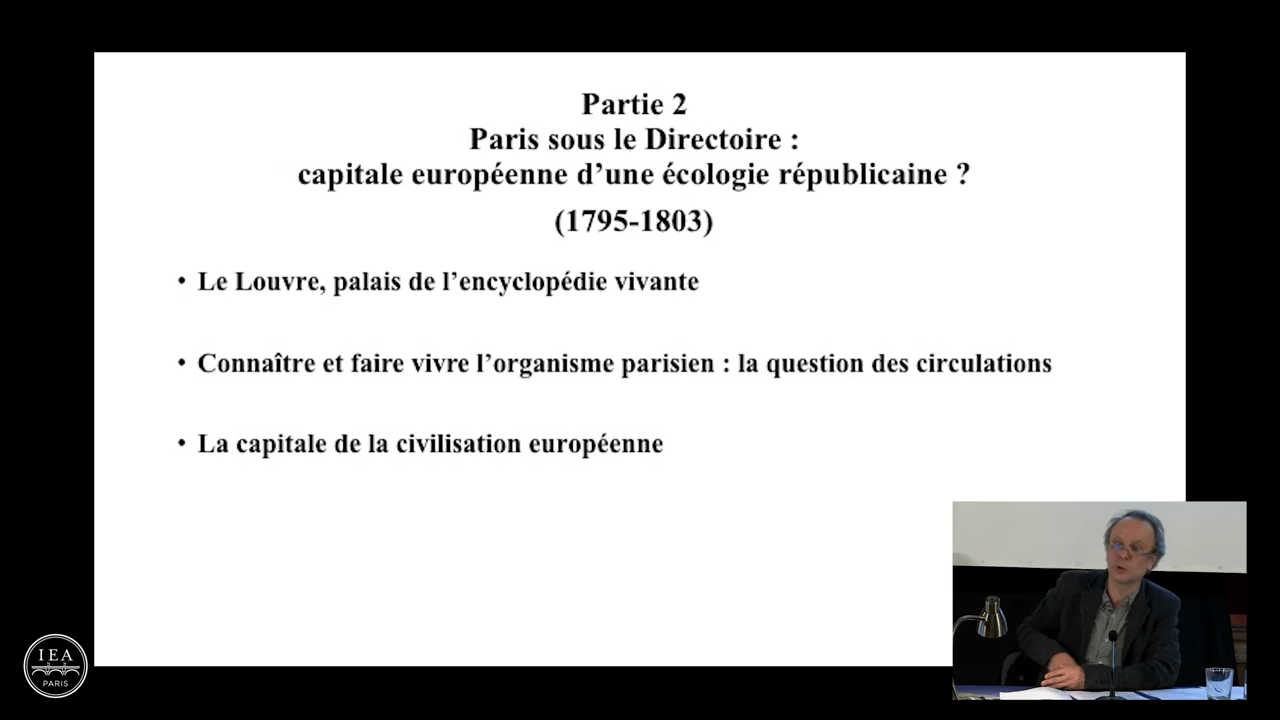 Partie 2
Paris sous le Directoire :
capitale européenne d’une écologie républicaine ?
(1795-1803)
• Le Louvre, palais de l’encyclopédie vivante
• Connaître et faire vivre l’organisme parisien : la question des circulations
• La capitale de la civilisation européenne
IEA
PARIS